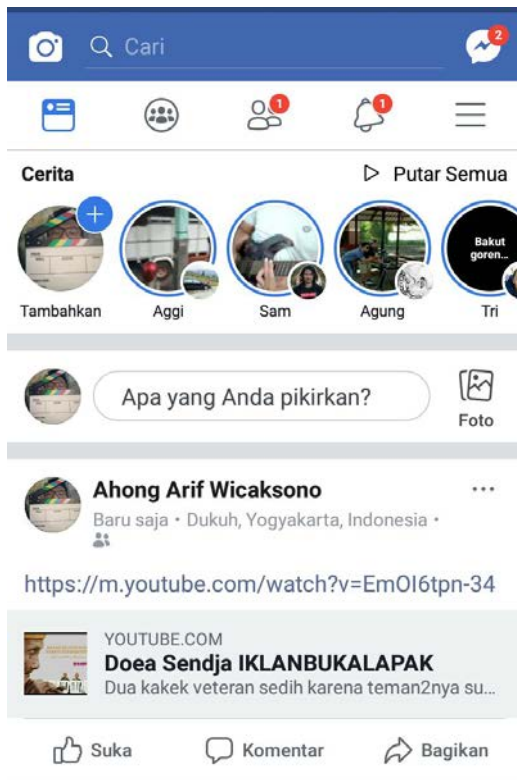 Cari
2
1
1
Cerita
Putar Semua
Bakut
goren...
Tambahkan
Aggi
Sam
Agung
Tri
Apa yang Anda pikirkan?
Foto
Ahong Arif Wicaksono
Baru saja • Dukuh, Yogyakarta, Indonesia •
https://m.youtube.com/watch?v=EmOI6tpn-34
YOUTUBE.COM
Doea Sendja IKLANBUKALAPAK
Dua kakek veteran sedih karena teman2nya su...
Suka
Komentar
Bagikan